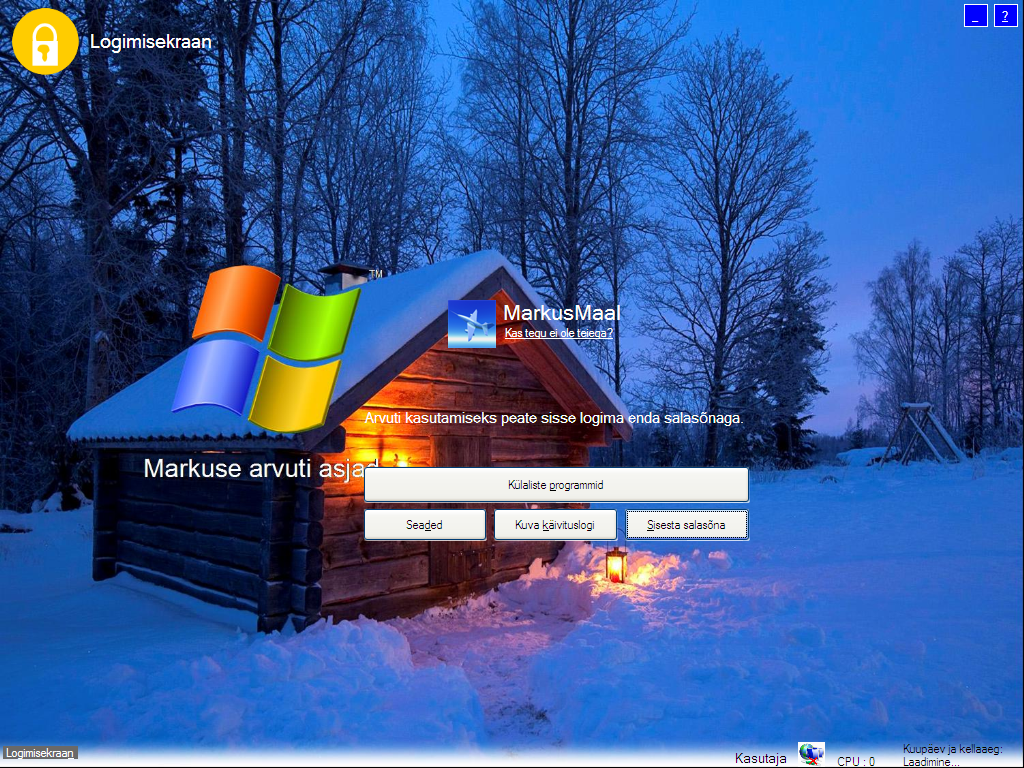 Logimisekraan
_
?
TM
MarkusMaal
Kas tegu ei ole teiega?
Arvuti kasutamiseks peate sisse logima enda salasõnaga.
Markuse arvuti asjad
Külaliste programmid
Seaded
Kuva käivituslogi
Sisesta salasõna
Logimisekraan
Kasutaja
CPU : 0
Kuupäev ja kellaaeg:
Laadimine...